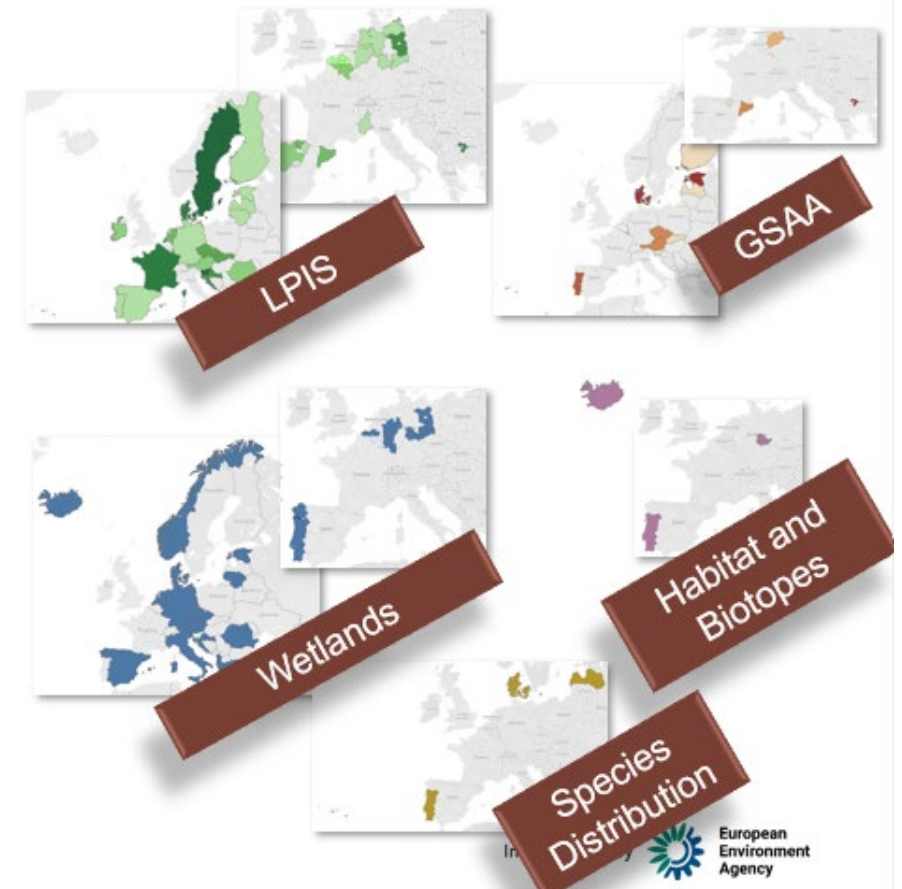 LPIS
GSAA
Wetlands
Habitat and
Biotopes
Species
Distribution
European
Environment
Agency